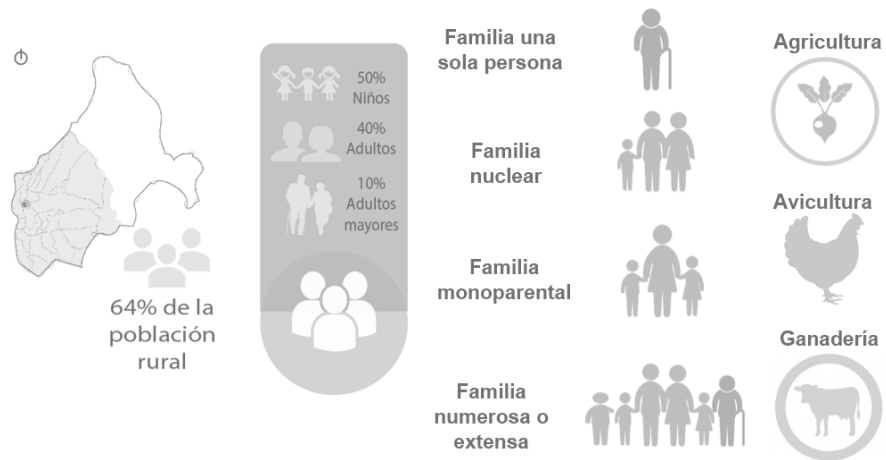 64% de la
población
rural
50%
Niños
40%
Adultos
10%
Adultos
mayores
Familia una
sola persona
Familia
nuclear
Familia
monoparental
Familia
numerosa o
extensa
Agricultura
Avicultura
Ganadería